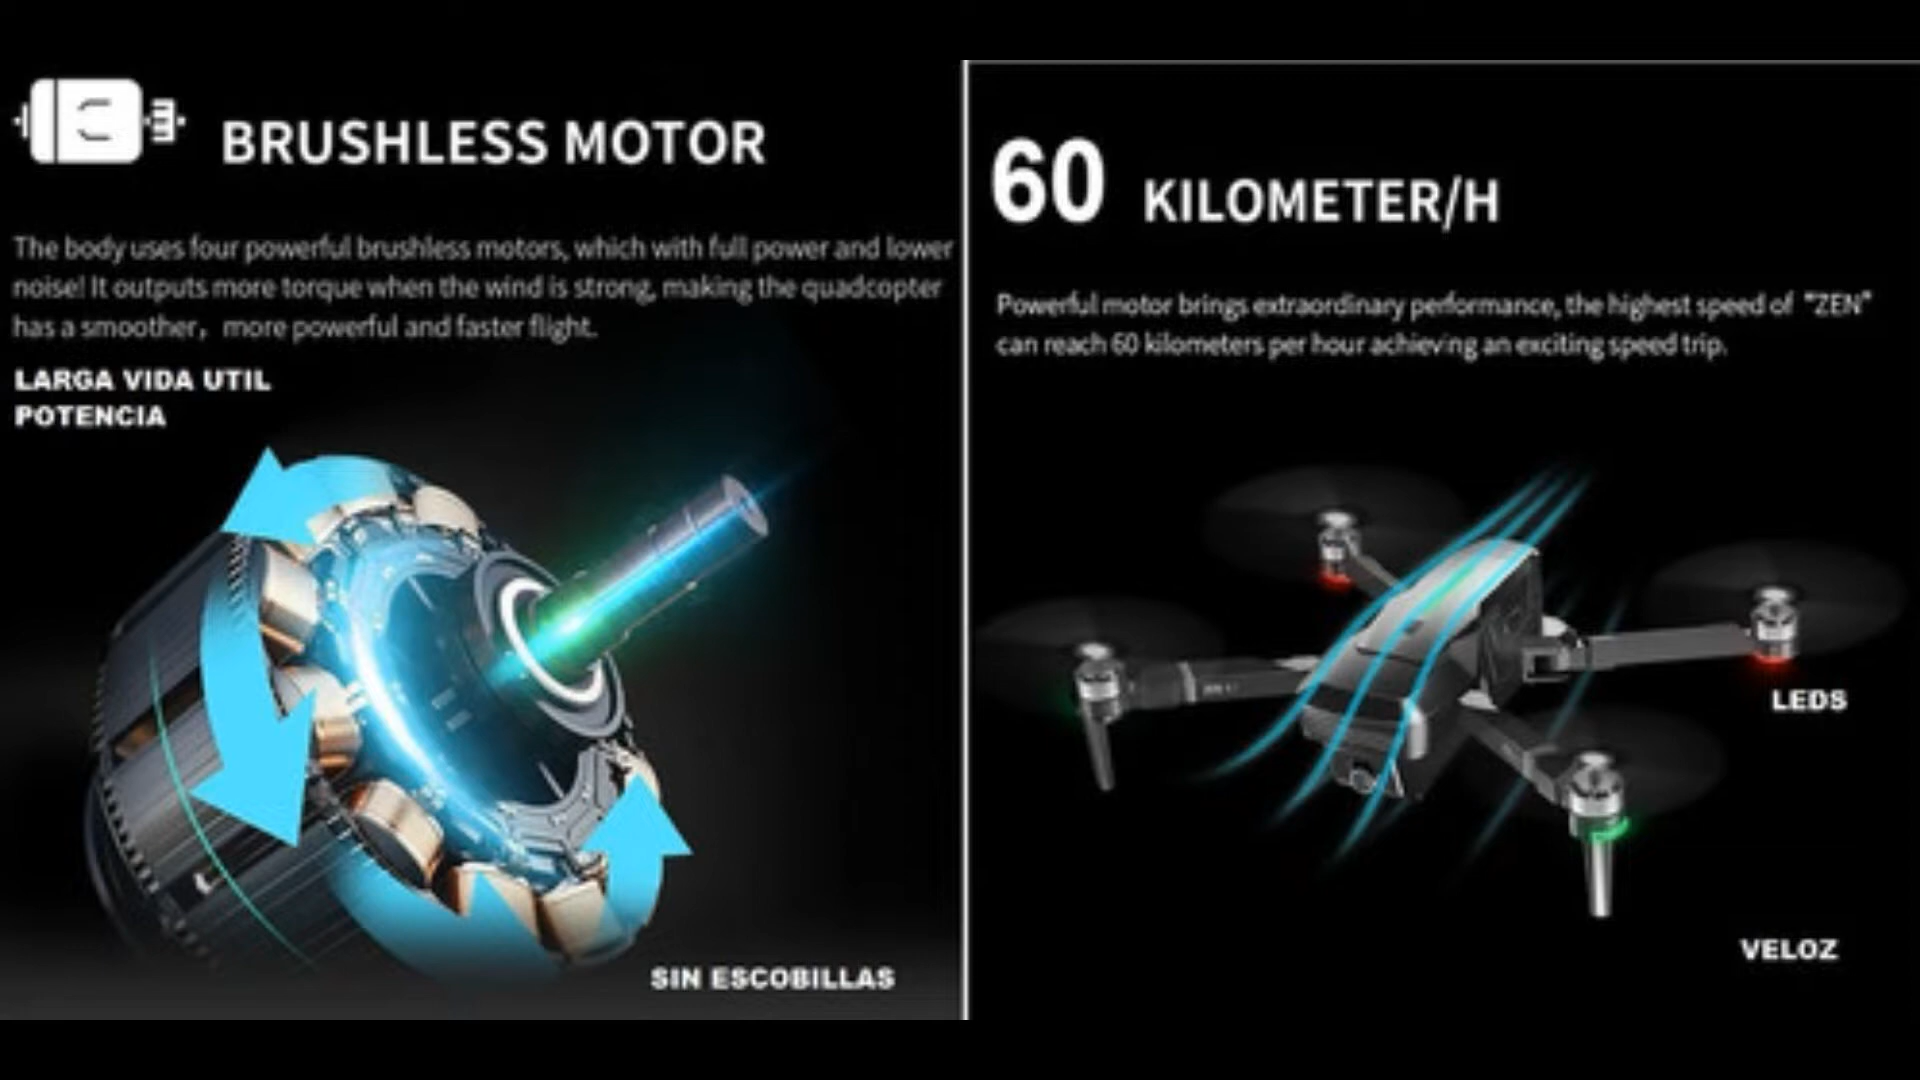 BRUSHLESS MOTOR
The body uses four powerful brushless motors, which with full power and lower
noise! It outputs more torque when the wind is strong, making the quadcopter
has a smoother, more powerful and faster flight.
LARGA VIDA UTIL
POTENCIA
SIN ESCOBILLAS
60 KILOMETER/H
Powerful motor brings extraordinary performance, the highest speed of "ZEN"
can reach 60 kilometers per hour achieving an exciting speed trip.
LEDS
VELOZ